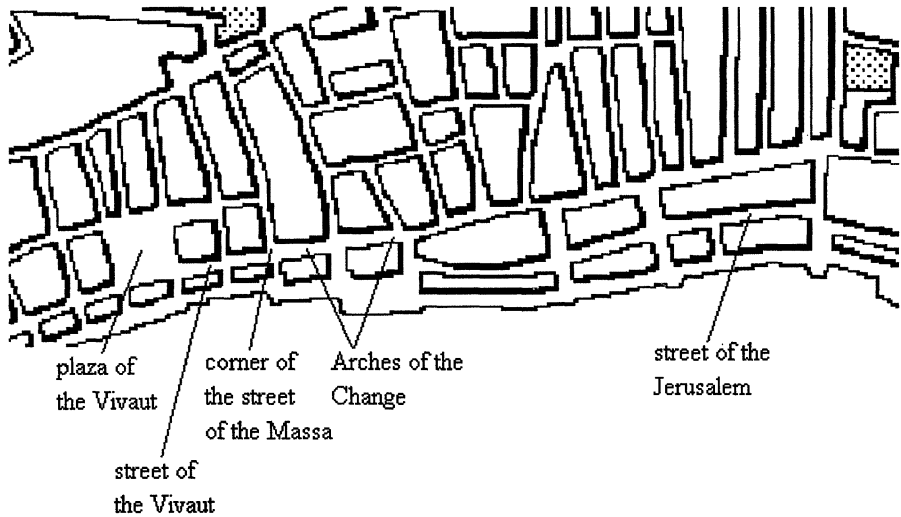 plaza of
the Vivaut
corner of
the street
of the Massa
Arches of the
Change
street of the
Jerusalem
street of
the Vivaut